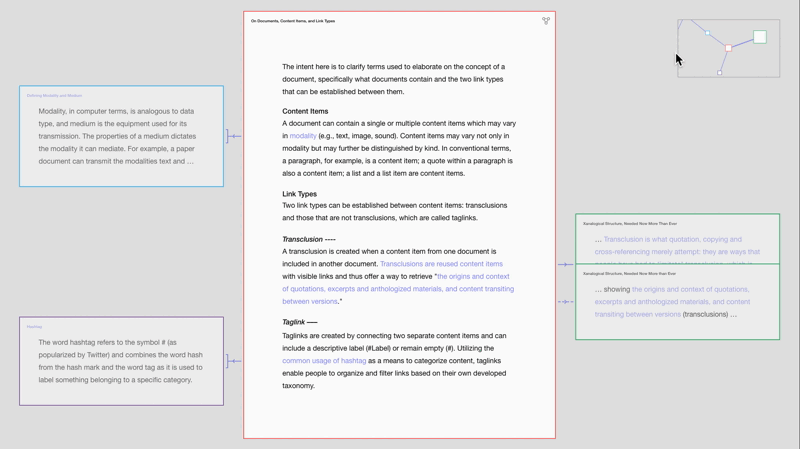 On Documents, Content Items, and Link Types
The intent here is to clarify terms used to elaborate on the concept of a
document, specifically what documents contain and the two link types
that can be established between them.
Content Items
A document can contain a single or multiple content items which may vary
in modality (e.g., text, image, sound). Content items may vary not only in
modality but may further be distinguished by kind. In conventional terms,
a paragraph, for example, is a content item; a quote within a paragraph is
also a content item; a list and a list item are content items.
Link Types
Two link types can be established between content items: transclusions
and those that are not transclusions, which are called taglinks.
Transclusion ----
A transclusion is created when a content item from one document is
included in another document. Transclusions are reused content items
with visible links and thus offer a way to retrieve "the origins and context
of quotations, excerpts and anthologized materials, and content transiting
between versions."
Taglink -----
Taglinks are created by connecting two separate content items and can
include a descriptive label (#Label) or remain empty (#). Utilizing the
common usage of hashtag as a means to categorize content, taglinks
enable people to organize and filter links based on their own developed
taxonomy.
Defining Modality and Medium
Modality, in computer terms, is analogous to data
type, and medium is the equipment used for its
transmission. The properties of a medium dictates
the modality it can mediate. For example, a paper
document can transmit the modalities text and ...
Hashtag
The word hashtag refers to the symbol # (as
popularized by Twitter) and combines the word hash
from the hash mark and the word tag as it is used to
label something belonging to a specific category.
Xanalogical Structure, Needed Now More Than Ever
... Transclusion is what quotation, copying and
cross-referencing merely attempt: they are ways that
Xanalogical Structure, Needed Now More than Ever
... showing the origins and context of quotations,
excerpts and anthologized materials, and content
transiting between versions (transclusions) ...